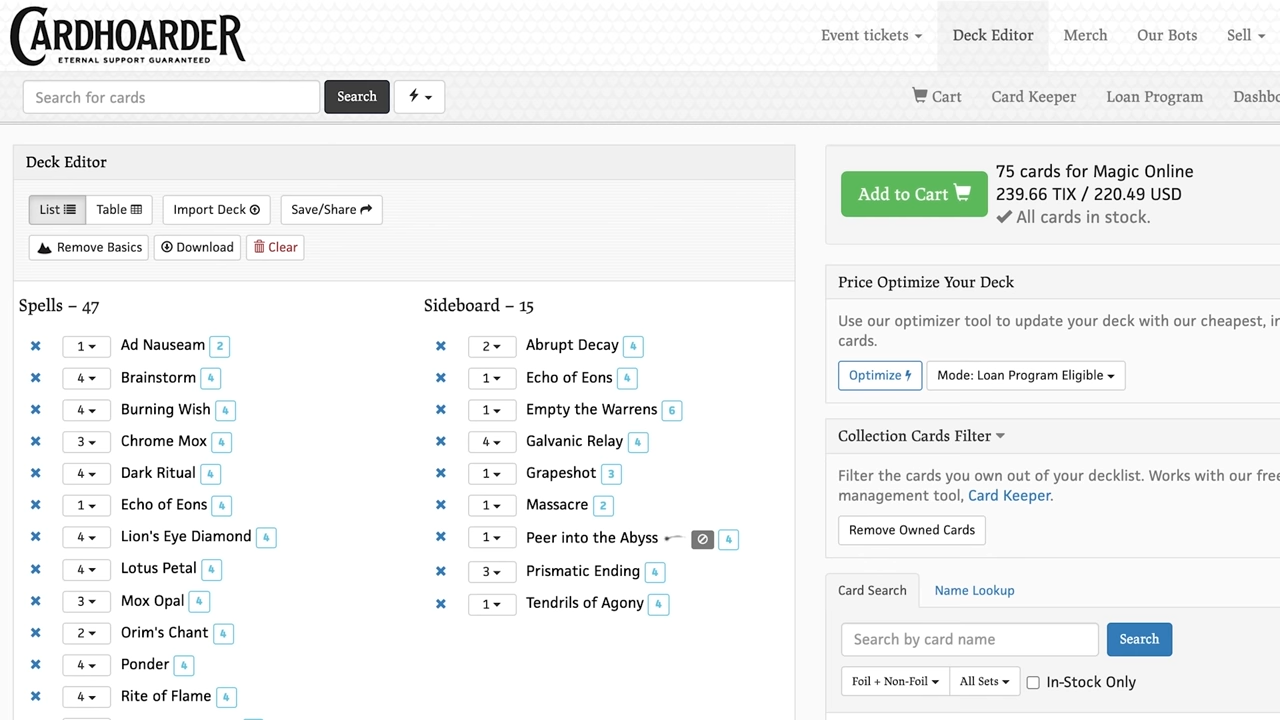 CARDHOARDER
ETERNAL SUPPORT GUARANTEED
Event tickets
Deck Editor
Merch
Our Bots
Sell
Search for cards
Search
Cart
Card Keeper
Loan Program
Dashbo
Deck Editor
List
Table
Import Deck
Save/Share
Remove Basics
Download
Clear
Spells – 47
1 Ad Nauseam 2
4 Brainstorm 4
4 Burning Wish 4
3 Chrome Mox 4
4 Dark Ritual 4
1 Echo of Eons 4
4 Lion's Eye Diamond 4
4 Lotus Petal 4
3 Mox Opal 4
2 Orim's Chant 4
4 Ponder 4
4 Rite of Flame 4
Sideboard – 15
2 Abrupt Decay 4
1 Echo of Eons 4
1 Empty the Warrens 6
4 Galvanic Relay 4
1 Grapeshot 3
1 Massacre 2
1 Peer into the Abyss 4
3 Prismatic Ending 4
1 Tendrils of Agony 4
Add to Cart
75 cards for Magic Online
239.66 TIX / 220.49 USD
All cards in stock.
Price Optimize Your Deck
Use our optimizer tool to update your deck with our cheapest, in
cards.
Optimize
Mode: Loan Program Eligible
Collection Cards Filter
Filter the cards you own out of your decklist. Works with our free
management tool, Card Keeper.
Remove Owned Cards
Card Search
Name Lookup
Search by card name
Search
Foil + Non-Foil
All Sets
In-Stock Only